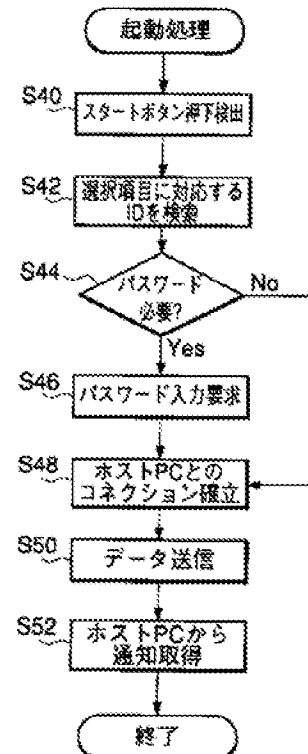 起動処理
S40
スタートボタン押下検出
S42
選択項目に対応する
IDを検索
S44
パスワード
必要?
No
Yes
S46
パスワード入力要求
S48
ホストPCとの
コネクション確立
S50
データ送信
S52
ホストPCから
通知取得
終了